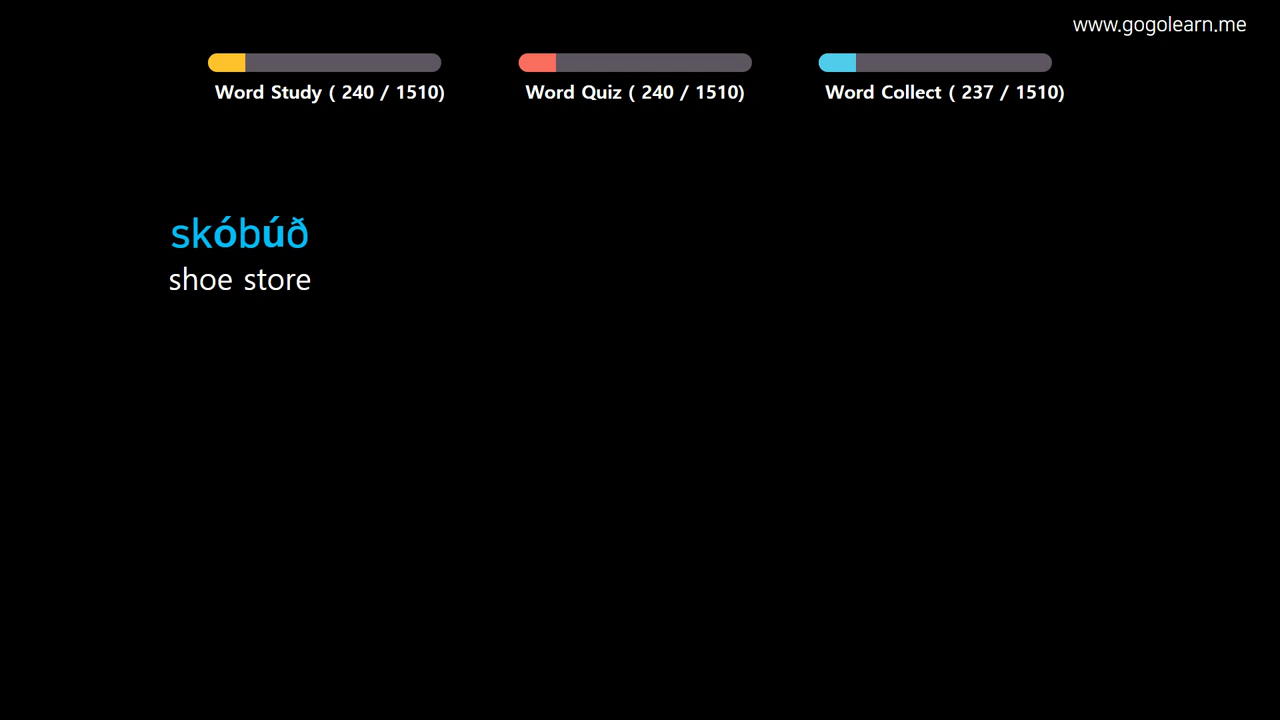 www.gogolearn.me
Word Study ( 240 / 1510)
Word Quiz ( 240 / 1510)
Word Collect ( 237 / 1510)
skóbúð
shoe store